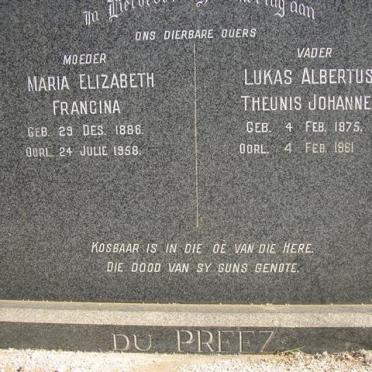 In
aan
ONS DIERBARE OUERS
MOEDER
MARIA ELIZABETH
FRANCINA
GEB. 29 DES. 1886.
OORL. 24 JULIE 1958.
VADER
LUKAS ALBERTUS
THEUNIS JOHANNE
GEB. 4 FEB. 1875.
OORL. 4 FEB. 1961
KOSBAAR IS IN DIE OË VAN DIE HERE.
DIE DOOD VAN SY GUNS GENOTE.
DU PREEZ